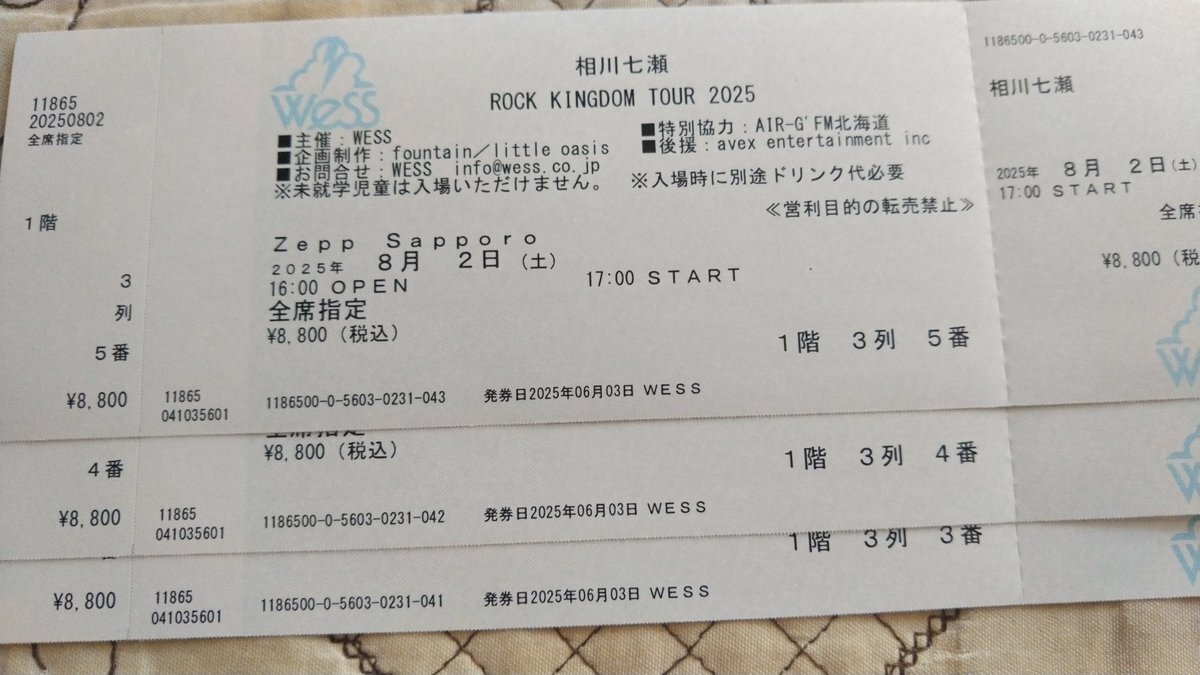 11865
20250802
全席指定
1階
3
列
5番
¥8,800
11865
041035601
WeSS
相川七瀬
ROCK KINGDOM TOUR 2025
■主催：WESS
■特別協力：AIR-G'FM北海道
■企画制作：fountain／little oasis
■後援：avex entertainment inc
■お問合せ：WESS info@wess.co.jp
※未就学児童は入場いただけません。 ※入場時に別途ドリンク代必要
≪営利目的の転売禁止≫
Zepp Sapporo
2025年 8月 2日（土）
16:00 OPEN 17:00 START
全席指定
¥8,800（税込）
1階 3列 5番
1186500-0-5603-0231-043 発券日2025年06月03日 WESS
1186500-0-5603-0231-043
相川七瀬
2025年 8月 2日（土）
17:00 START
全席
¥8,800（税
4番
¥8,800
11865
041035601
全席指定
¥8,800（税込）
1階 3列 4番
1186500-0-5603-0231-042 発券日2025年06月03日 WESS
¥8,800
11865
041035601
1階 3列 3番
1186500-0-5603-0231-041 発券日2025年06月03日 WESS